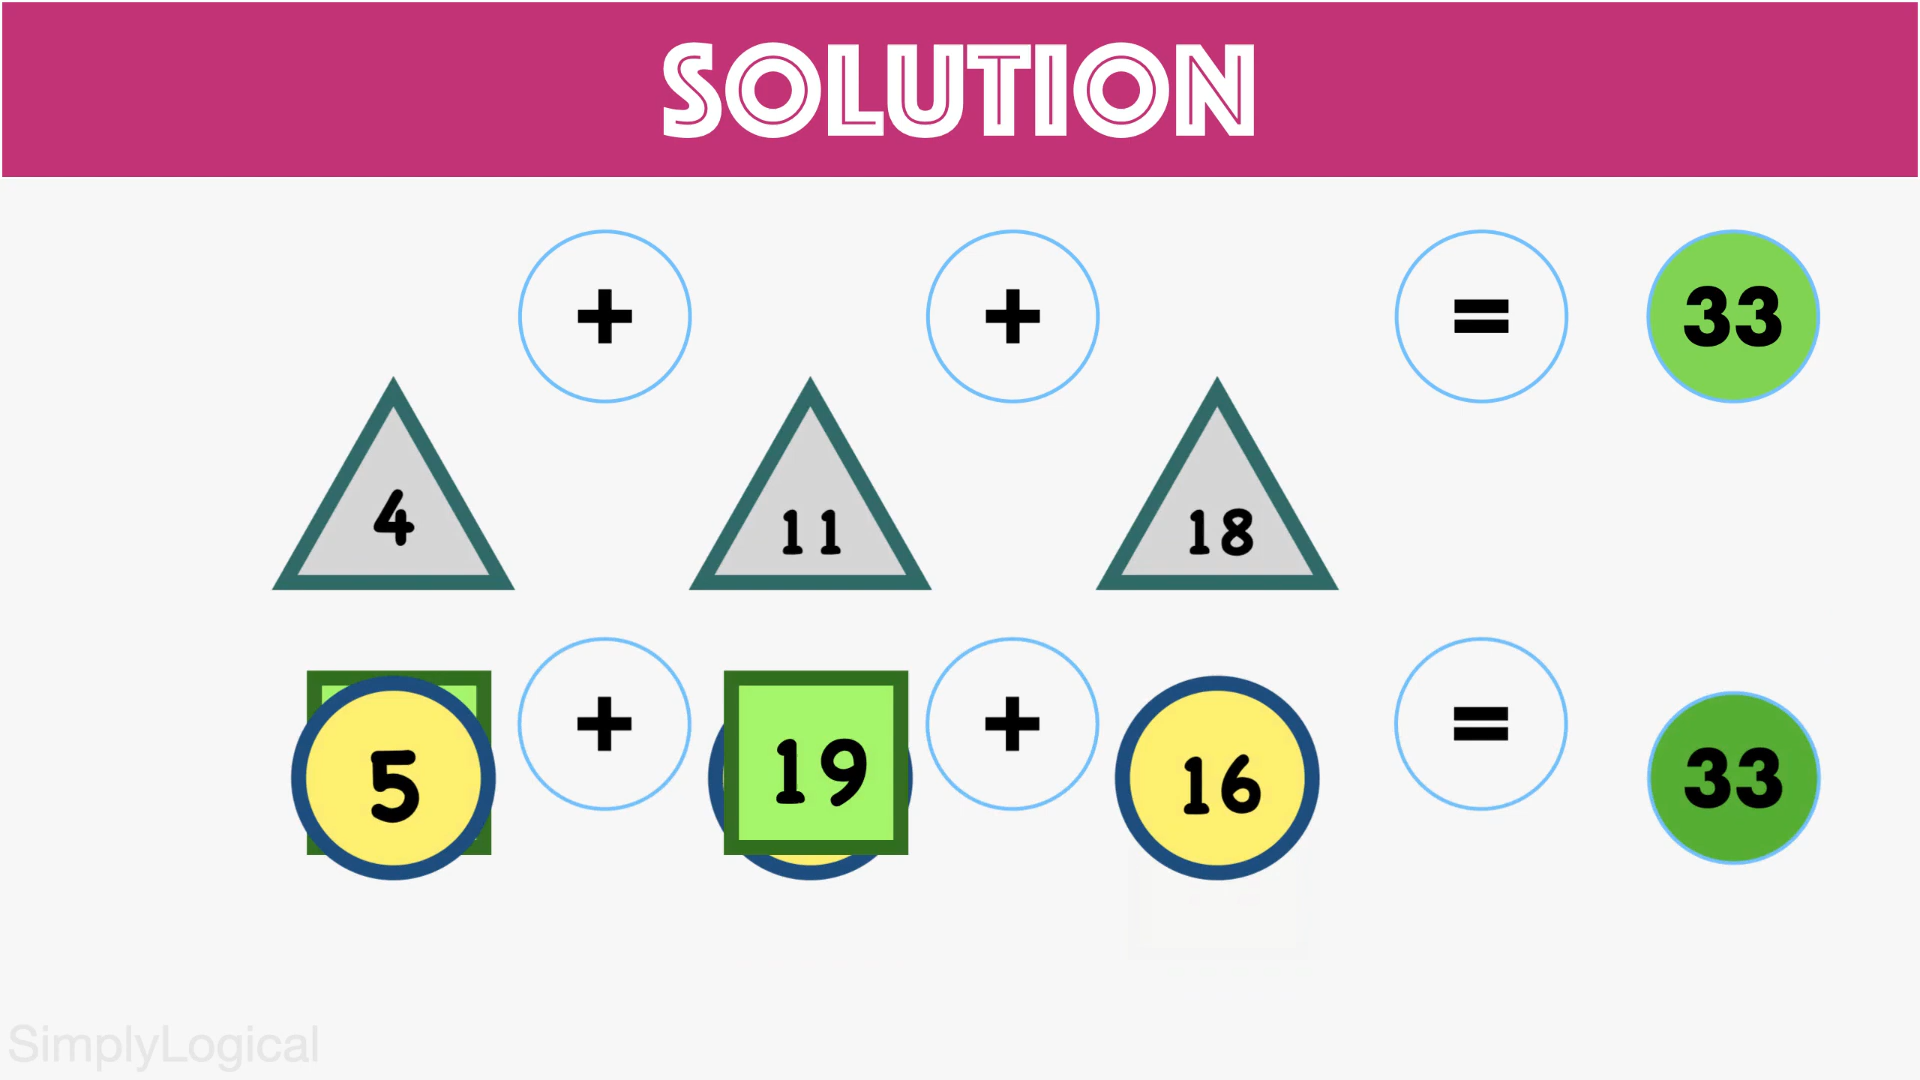 SOLUTION
+ + = 33
4 11 18
+ + = 33
5 19 16
SimplyLogical